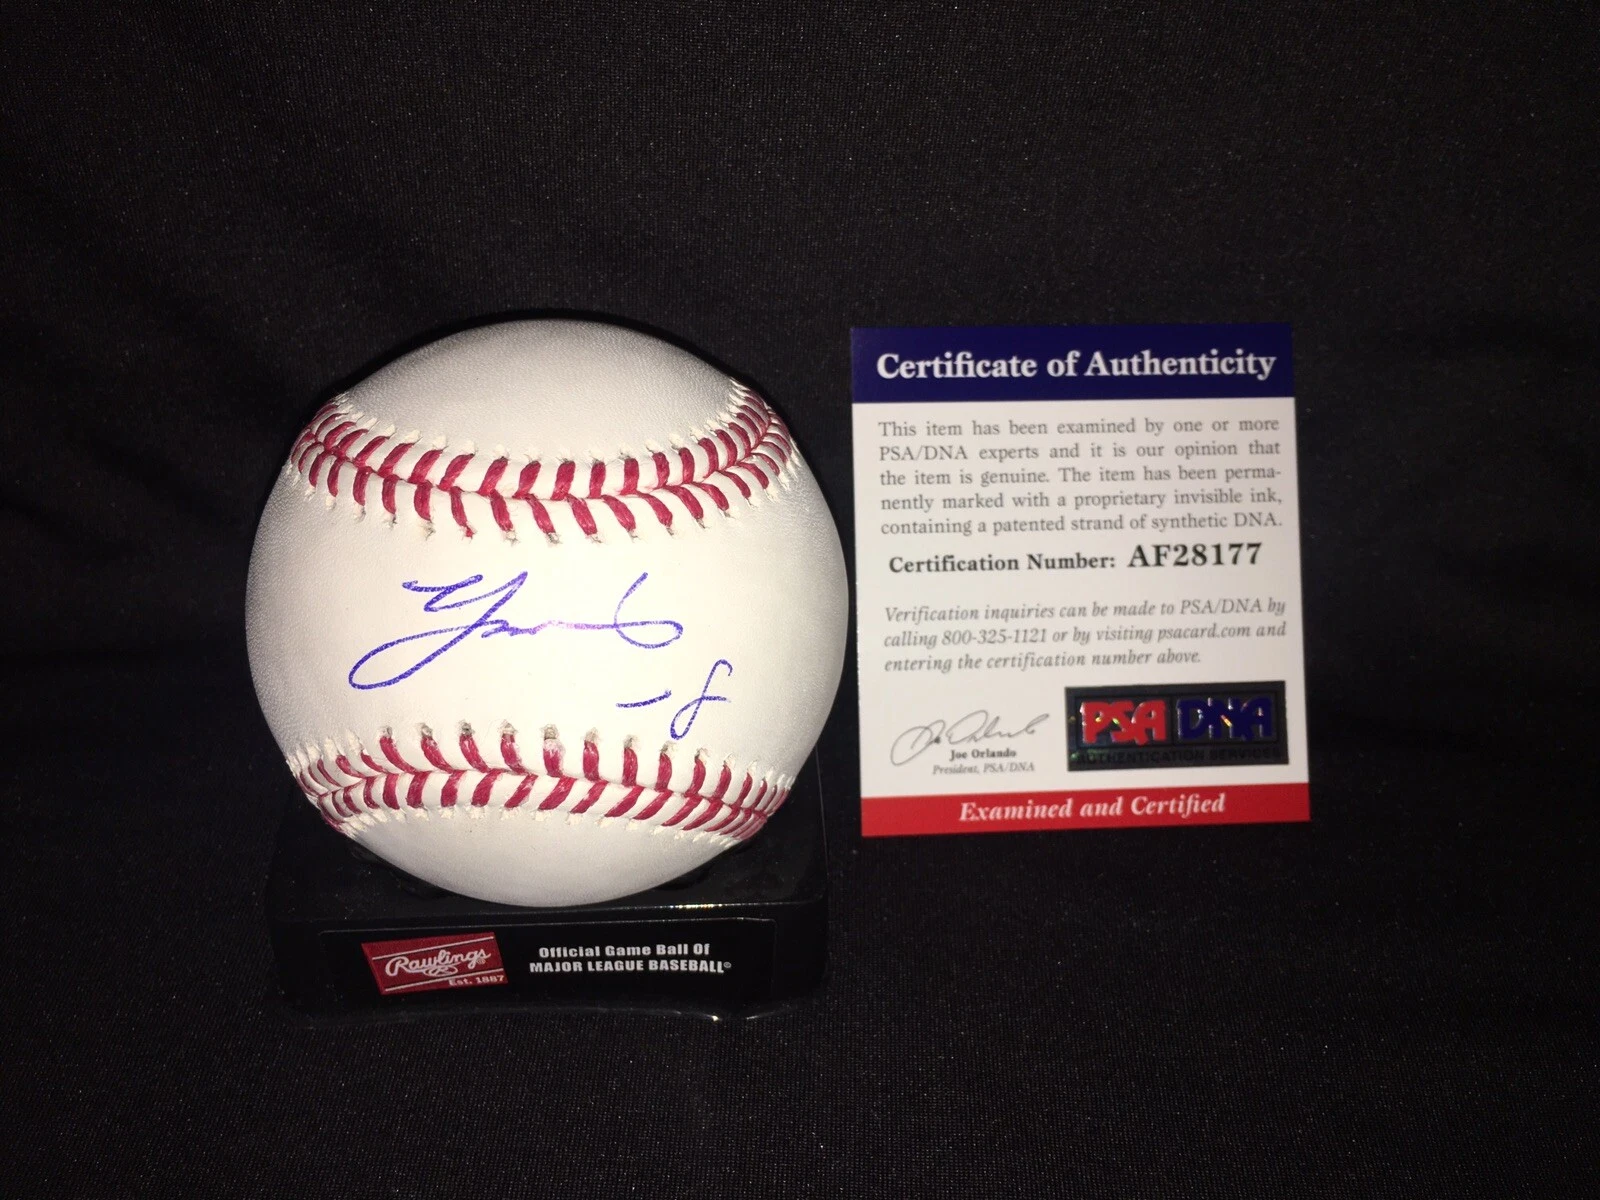 8
Rawlings
Est. 1887
Official Game Ball Of
MAJOR LEAGUE BASEBALL®
Certificate of Authenticity
This item has been examined by one or more
PSA/DNA experts and it is our opinion that
the item is genuine. The item has been perma-
nently marked with a proprietary invisible ink,
containing a patented strand of synthetic DNA.
Certification Number: AF28177
Verification inquiries can be made to PSA/DNA by
calling 800-325-1121 or by visiting psacard.com and
entering the certification number above.
Joe Orlando
President, PSA/DNA
PSA DNA
AUTHENTICATION SERVICES
Examined and Certified